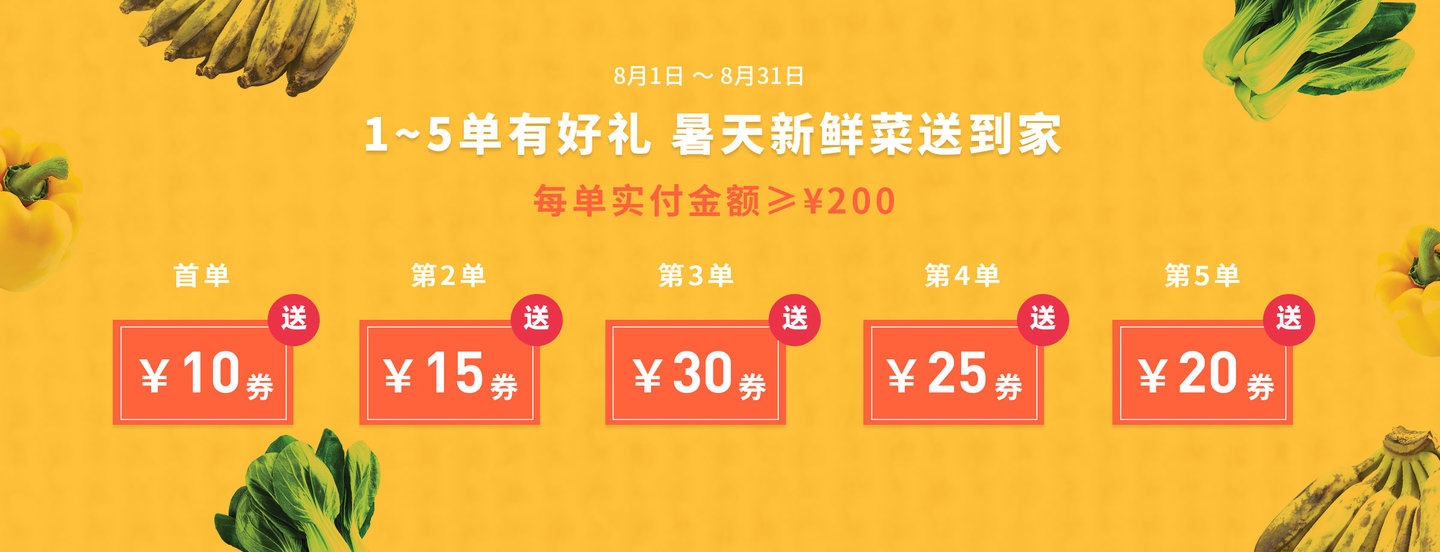 8月1日 ～ 8月31日
1~5单有好礼 暑天新鲜菜送到家
每单实付金额≥¥200
首单
第2单
第3单
第4单
第5单
送
送
送
送
送
¥10券
¥15券
¥30券
¥25券
¥20券